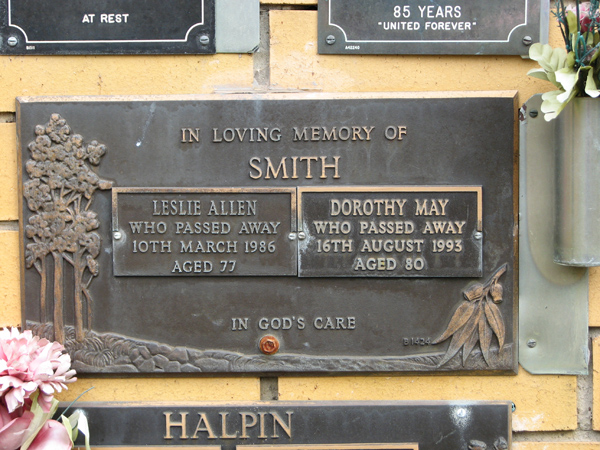 AT REST
85 YEARS
"UNITED FOREVER"
IN LOVING MEMORY OF
SMITH
LESLIE ALLEN
WHO PASSED AWAY
10TH MARCH 1986
AGED 77
DOROTHY MAY
WHO PASSED AWAY
16TH AUGUST 1993
AGED 80
IN GOD'S CARE
B1424
HALPIN